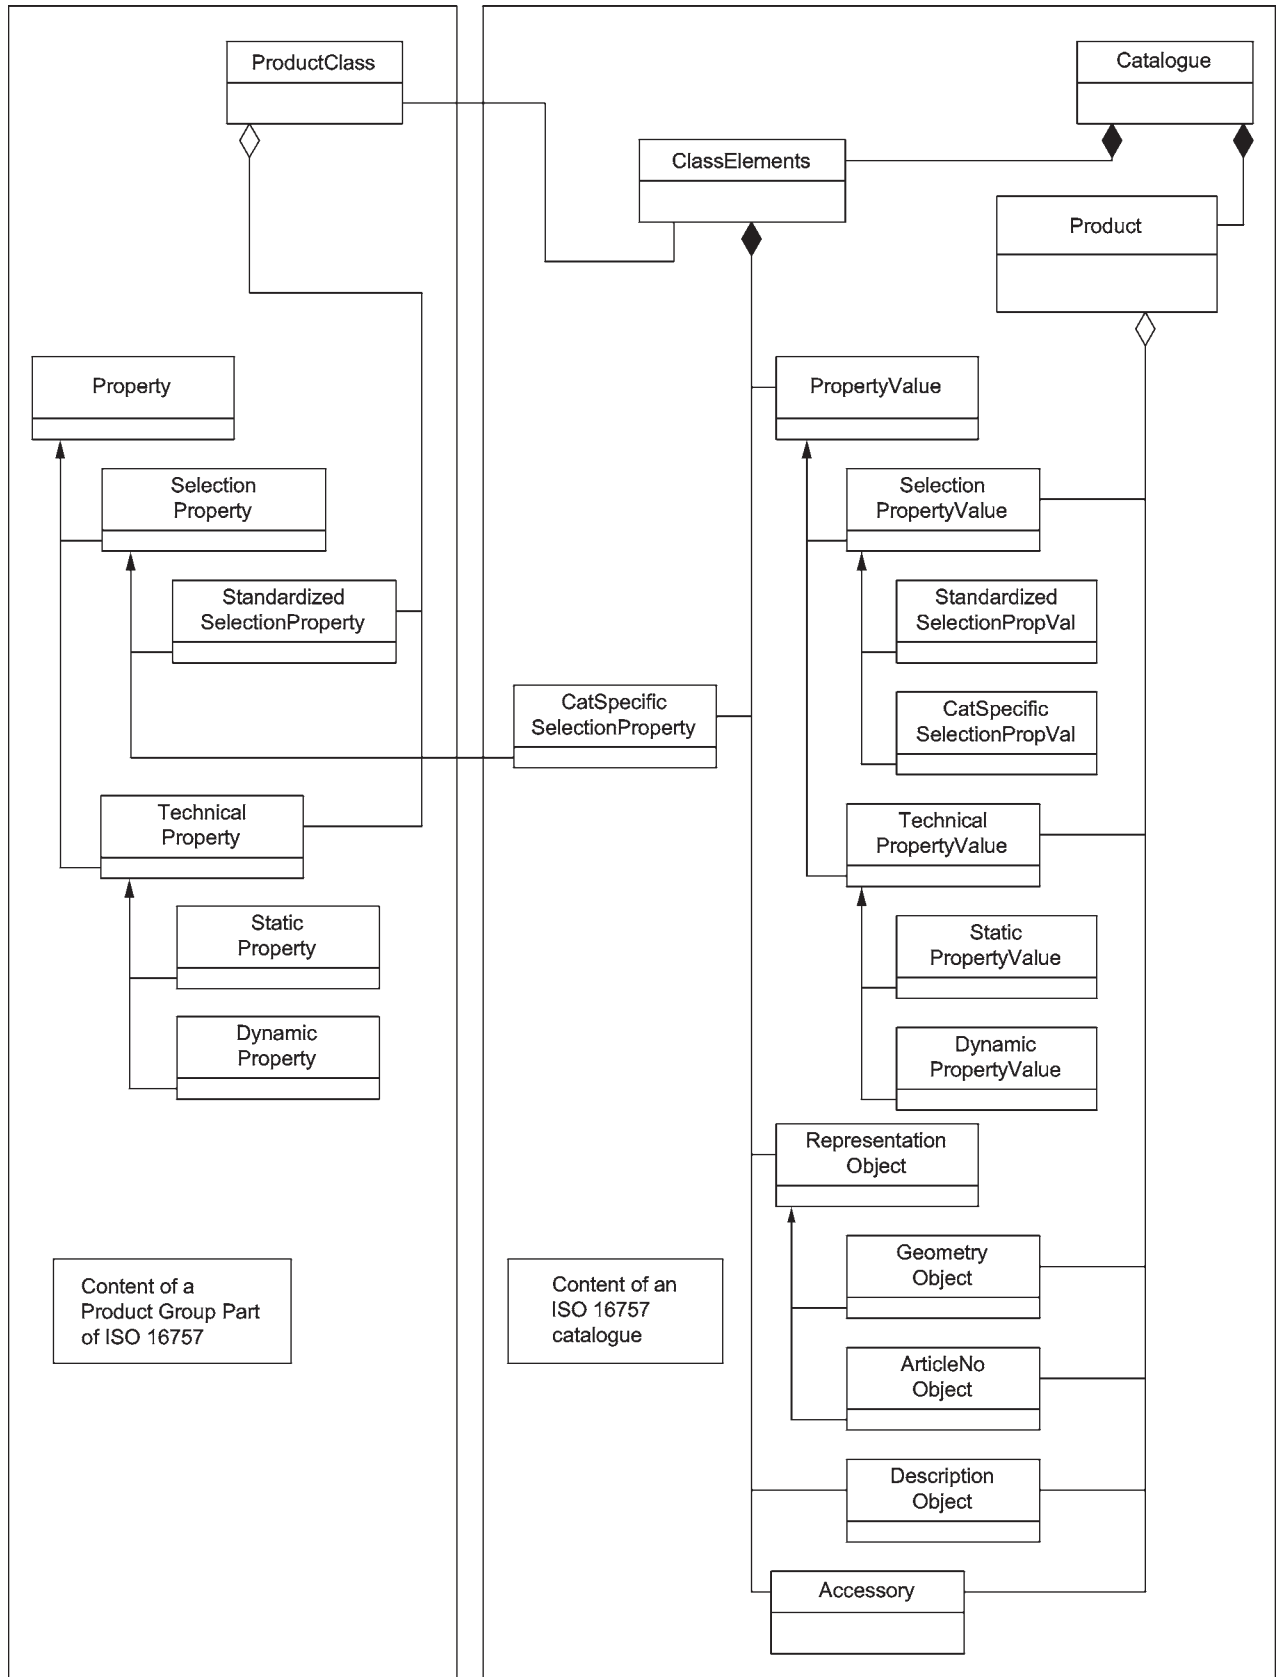 ProductClass
Catalogue
ClassElements
Product
Property
PropertyValue
Selection
Property
Selection
PropertyValue
Standardized
SelectionProperty
Standardized
SelectionPropVal
CatSpecific
SelectionProperty
CatSpecific
SelectionPropVal
Technical
Property
Technical
PropertyValue
Static
Property
Static
PropertyValue
Dynamic
Property
Dynamic
PropertyValue
Representation
Object
Geometry
Object
Content of a
Product Group Part
of ISO 16757
Content of an
ISO 16757
catalogue
ArticleNo
Object
Description
Object
Accessory